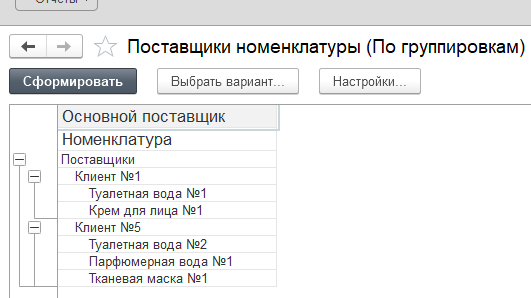 Отчеты
Поставщики номенклатуры (По группировкам)
Сформировать
Выбрать вариант...
Настройки...
Основной поставщик
Номенклатура
Поставщики
Клиент №1
Туалетная вода №1
Крем для лица №1
Клиент №5
Туалетная вода №2
Парфюмерная вода №1
Тканевая маска №1